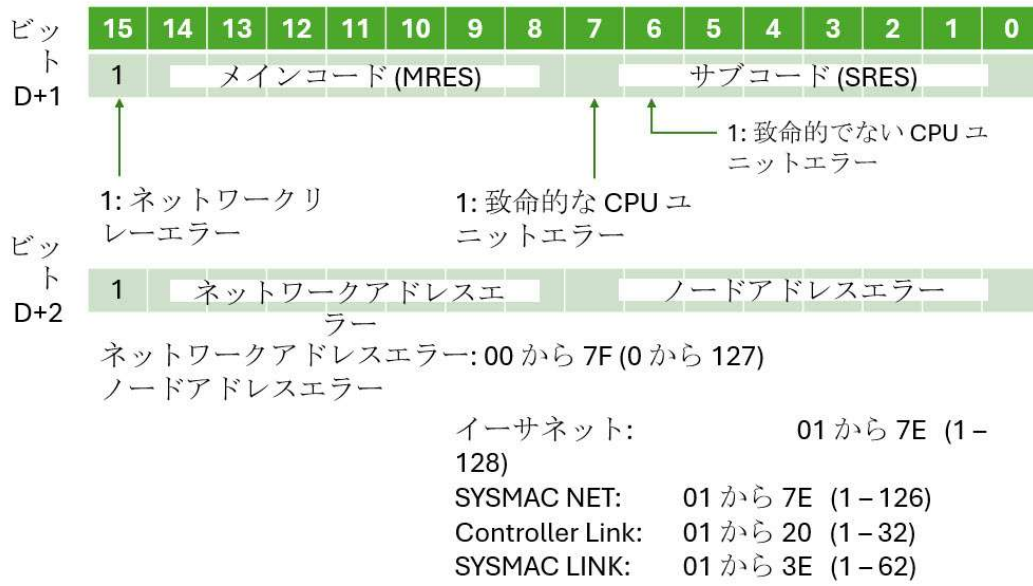 ビット 15 14 13 12 11 10 9 8 7 6 5 4 3 2 1 0
D+1 1 メインコード (MRES) サブコード (SRES)
1: 致命的でない CPU ユ
ニットエラー
1: ネットワークリ
レーエラー
1: 致命的な CPU ユ
ニットエラー
ビッ
ト
D+2 1 ネットワークアドレスエ
ラー
ノードアドレスエラー
ネットワークアドレスエラー: 00 から 7F (0 から 127)
ノードアドレスエラー
イーサネット: 01 から 7E (1 –
128)
SYSMAC NET: 01 から 7E (1 – 126)
Controller Link: 01 から 20 (1 – 32)
SYSMAC LINK: 01 から 3E (1 – 62)